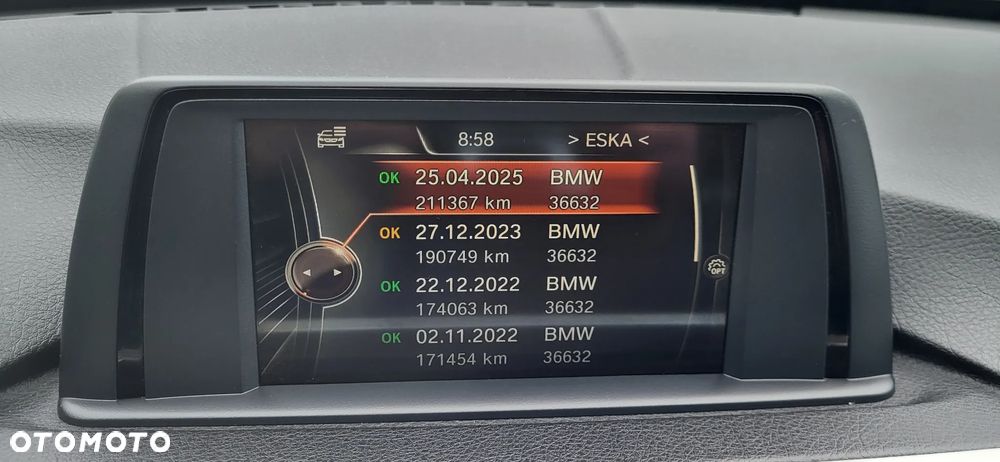 8:58 > ESKA <
OK 25.04.2025 BMW
211367 km 36632
OK 27.12.2023 BMW
190749 km 36632
OK 22.12.2022 BMW
174063 km 36632
OK 02.11.2022 BMW
171454 km 36632
OPT
OTOMOTO